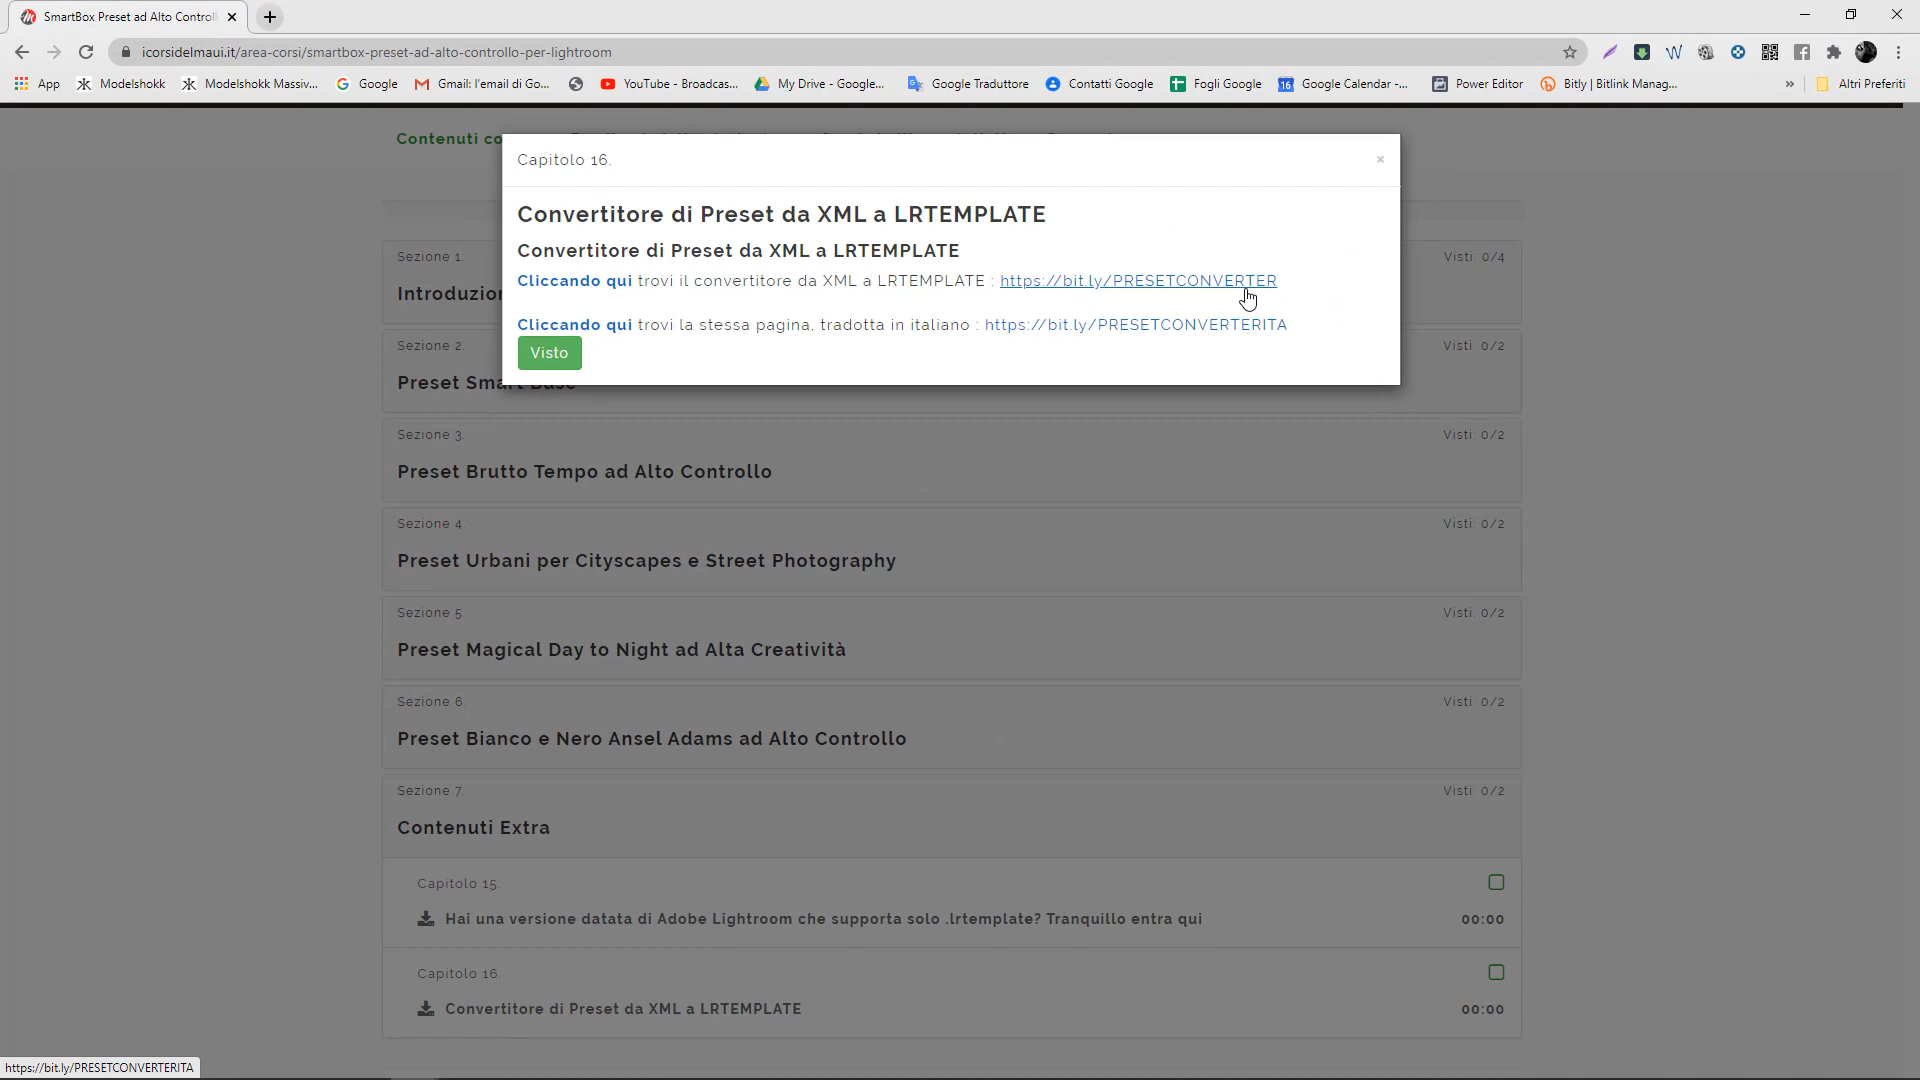 SmartBox Preset ad Alto Controll
icorsidelmaui.it/area-corsi/smartbox-preset-ad-alto-controllo-per-lightroom
App
Modelshokk
Modelshokk Massiv...
Google
Gmail: l'email di Go...
YouTube - Broadcas...
My Drive - Google...
Google Traduttore
Contatti Google
Fogli Google
16
Google Calendar -...
Power Editor
Bitly | Bitlink Manag...
»
Altri Preferiti
Contenuti co
Capitolo 16.
×
Convertitore di Preset da XML a LRTEMPLATE
Convertitore di Preset da XML a LRTEMPLATE
Cliccando qui trovi il convertitore da XML a LRTEMPLATE : https://bit.ly/PRESETCONVERTER
Cliccando qui trovi la stessa pagina, tradotta in italiano : https://bit.ly/PRESETCONVERTERITA
Visto
Sezione 1.
Visti: 0/4
Introduzion
Sezione 2.
Visti: 0/2
Preset Smart Base
Sezione 3.
Visti: 0/2
Preset Brutto Tempo ad Alto Controllo
Sezione 4.
Visti: 0/2
Preset Urbani per Cityscapes e Street Photography
Sezione 5.
Visti: 0/2
Preset Magical Day to Night ad Alta Creatività
Sezione 6.
Visti: 0/2
Preset Bianco e Nero Ansel Adams ad Alto Controllo
Sezione 7.
Visti: 0/2
Contenuti Extra
Capitolo 15.
Hai una versione datata di Adobe Lightroom che supporta solo .lrtemplate? Tranquillo entra qui
00:00
Capitolo 16.
Convertitore di Preset da XML a LRTEMPLATE
00:00
https://bit.ly/PRESETCONVERTERITA